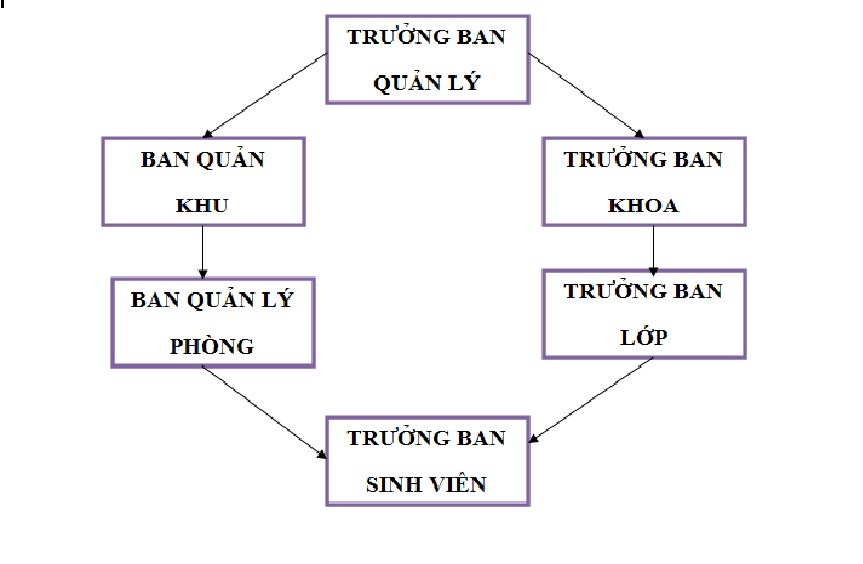 TRƯỞNG BAN
QUẢN LÝ
BAN QUẢN
KHU
TRƯỞNG BAN
KHOA
BAN QUẢN LÝ
PHÒNG
TRƯỞNG BAN
LỚP
TRƯỞNG BAN
SINH VIÊN